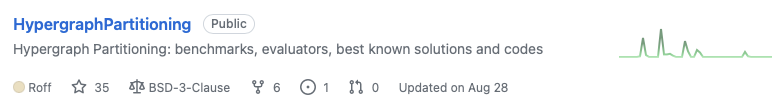 HypergraphPartitioning Public
Hypergraph Partitioning: benchmarks, evaluators, best known solutions and codes
Roff 35 BSD-3-Clause 6 1 0 Updated on Aug 28